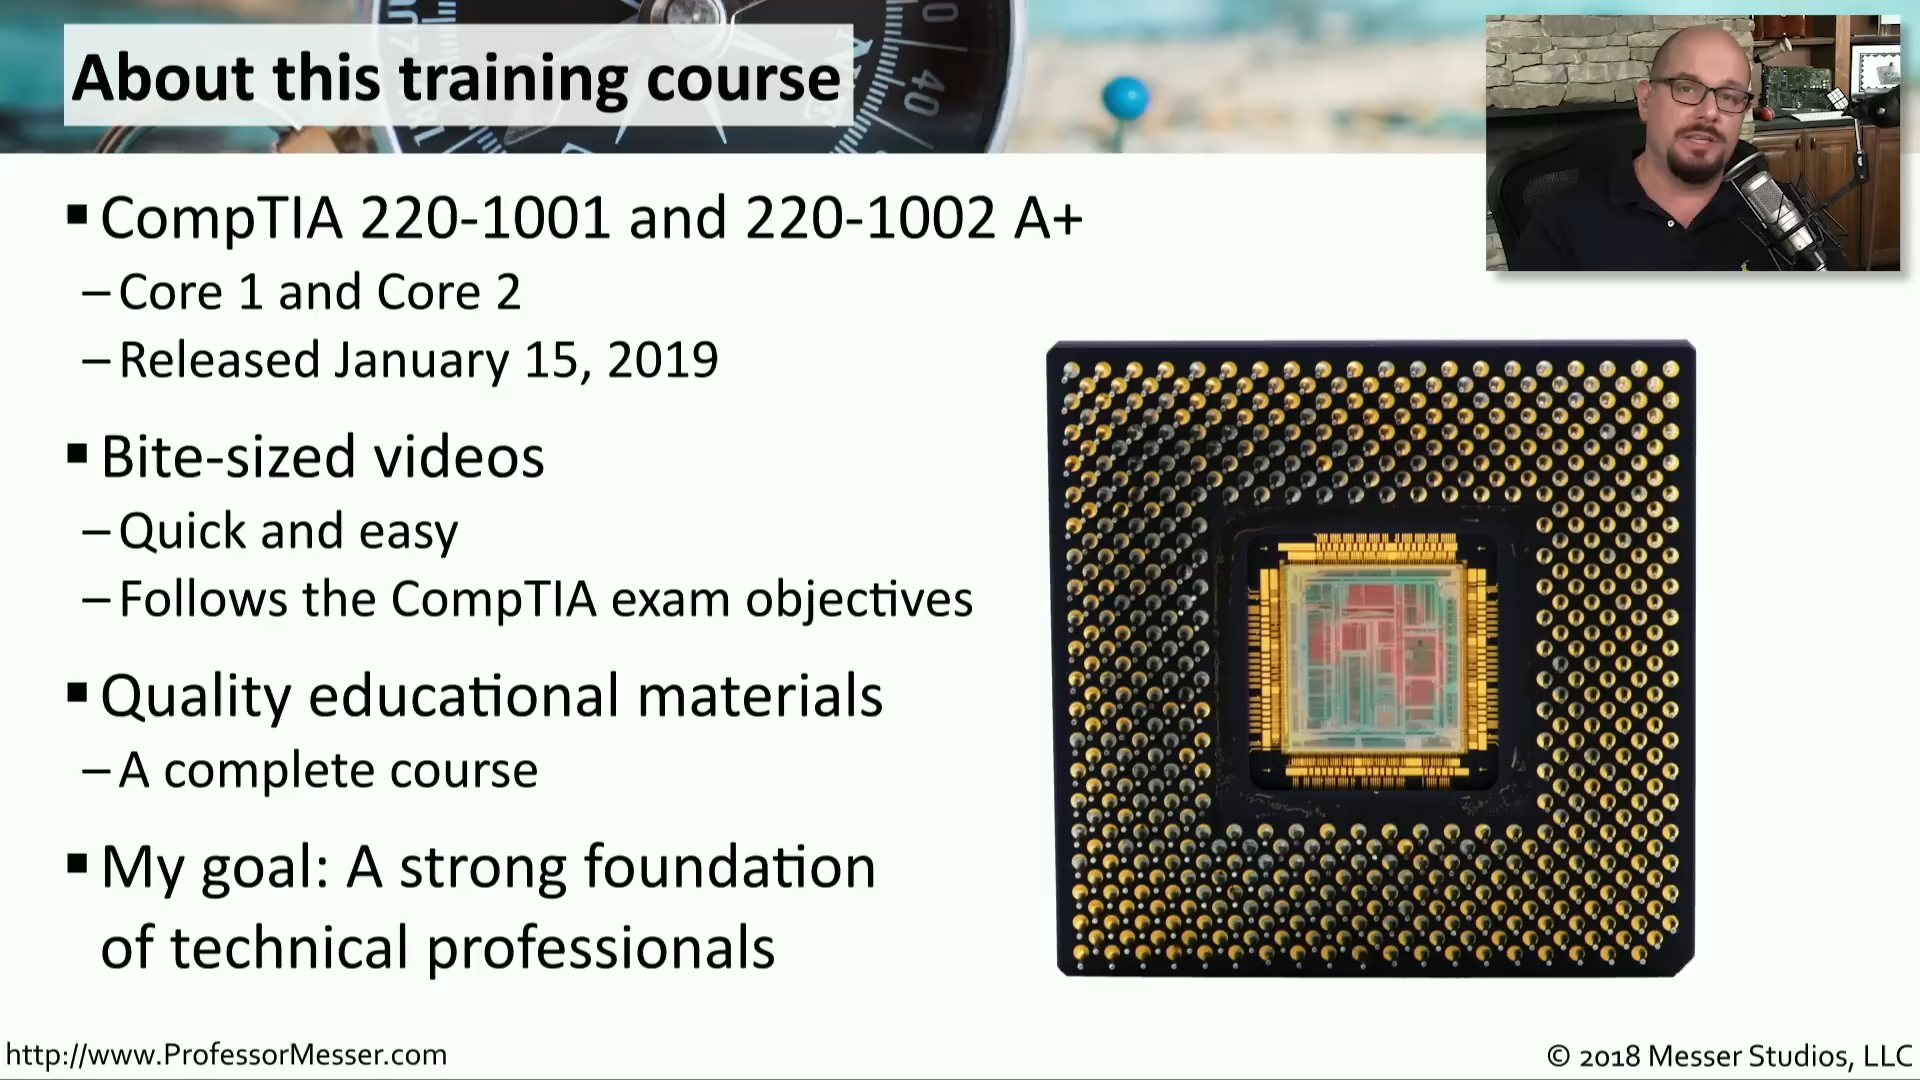 About this training course
▪ CompTIA 220-1001 and 220-1002 A+
– Core 1 and Core 2
– Released January 15, 2019
▪ Bite-sized videos
– Quick and easy
– Follows the CompTIA exam objectives
▪ Quality educational materials
– A complete course
▪ My goal: A strong foundation
of technical professionals
http://www.ProfessorMesser.com
© 2018 Messer Studios, LLC
40